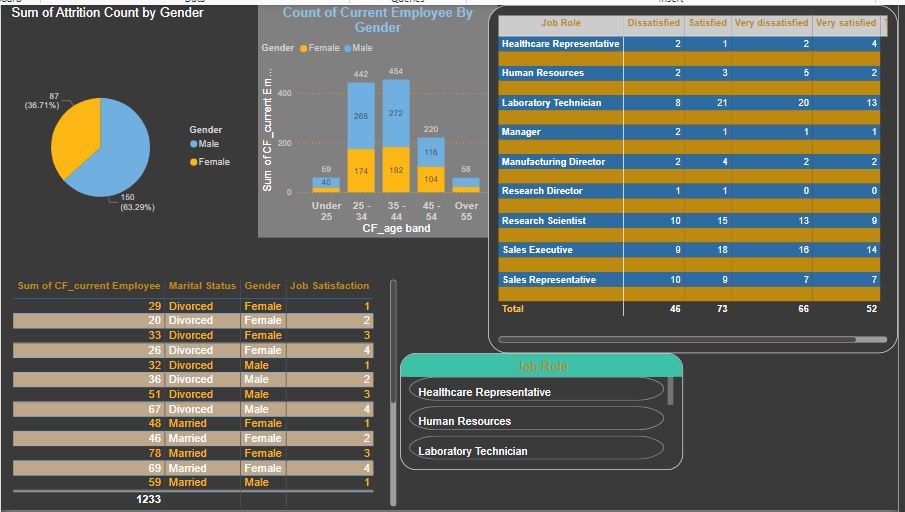 Sum of Attrition Count by Gender
87
(36.71%)
150
(63.29%)
Gender
Male
Female
Count of Current Employee By
Gender
Gender Female Male
Sum of CF_current Em...
400
200
0
59
40
442
268
174
454
272
182
220
116
104
58
Under 25
25 - 34
35 - 44
45 - 54
Over 55
CF_age band
Job Role Dissatisfied Satisfied Very dissatisfied Very satisfied T
Healthcare Representative 2 1 2 4
Human Resources 2 3 5 2
Laboratory Technician 8 21 20 13
Manager 2 1 1 1
Manufacturing Director 2 4 2 2
Research Director 1 1 0 0
Research Scientist 10 15 13 9
Sales Executive 9 18 16 14
Sales Representative 10 9 7 7
Total 46 73 66 52
Sum of CF_current Employee Marital Status Gender Job Satisfaction
29 Divorced Female 1
20 Divorced Female 2
33 Divorced Female 3
26 Divorced Female 4
32 Divorced Male 1
36 Divorced Male 2
51 Divorced Male 3
67 Divorced Male 4
48 Married Female 1
46 Married Female 2
78 Married Female 3
69 Married Female 4
59 Married Male 1
1233
Job Role
Healthcare Representative
Human Resources
Laboratory Technician